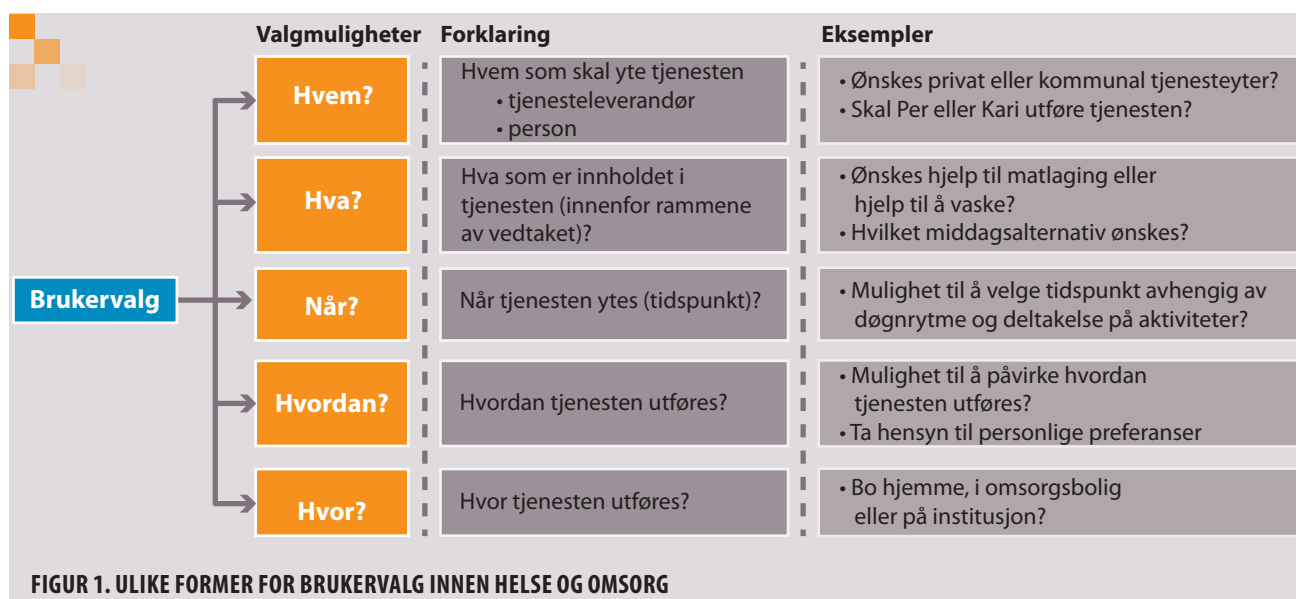 Valgmuligheter Forklaring Eksempler
Hvem?
Hvem som skal yte tjenesten
• tjenesteleverandør
• person
• Ønskes privat eller kommunal tjenesteyter?
• Skal Per eller Kari utføre tjenesten?
Hva?
Hva som er innholdet i
tjenesten (innenfor rammene
av vedtaket)?
• Ønskes hjelp til matlaging eller
hjelp til å vaske?
• Hvilket middagsalternativ ønskes?
Brukervalg
Når?
Når tjenesten ytes (tidspunkt)?
• Mulighet til å velge tidspunkt avhengig av
døgnrytme og deltakelse på aktiviteter?
Hvordan?
Hvordan tjenesten utføres?
• Mulighet til å påvirke hvordan
tjenesten utføres?
• Ta hensyn til personlige preferanser
Hvor?
Hvor tjenesten utføres?
• Bo hjemme, i omsorgsbolig
eller på institusjon?
FIGUR 1. ULIKE FORMER FOR BRUKERVALG INNEN HELSE OG OMSORG